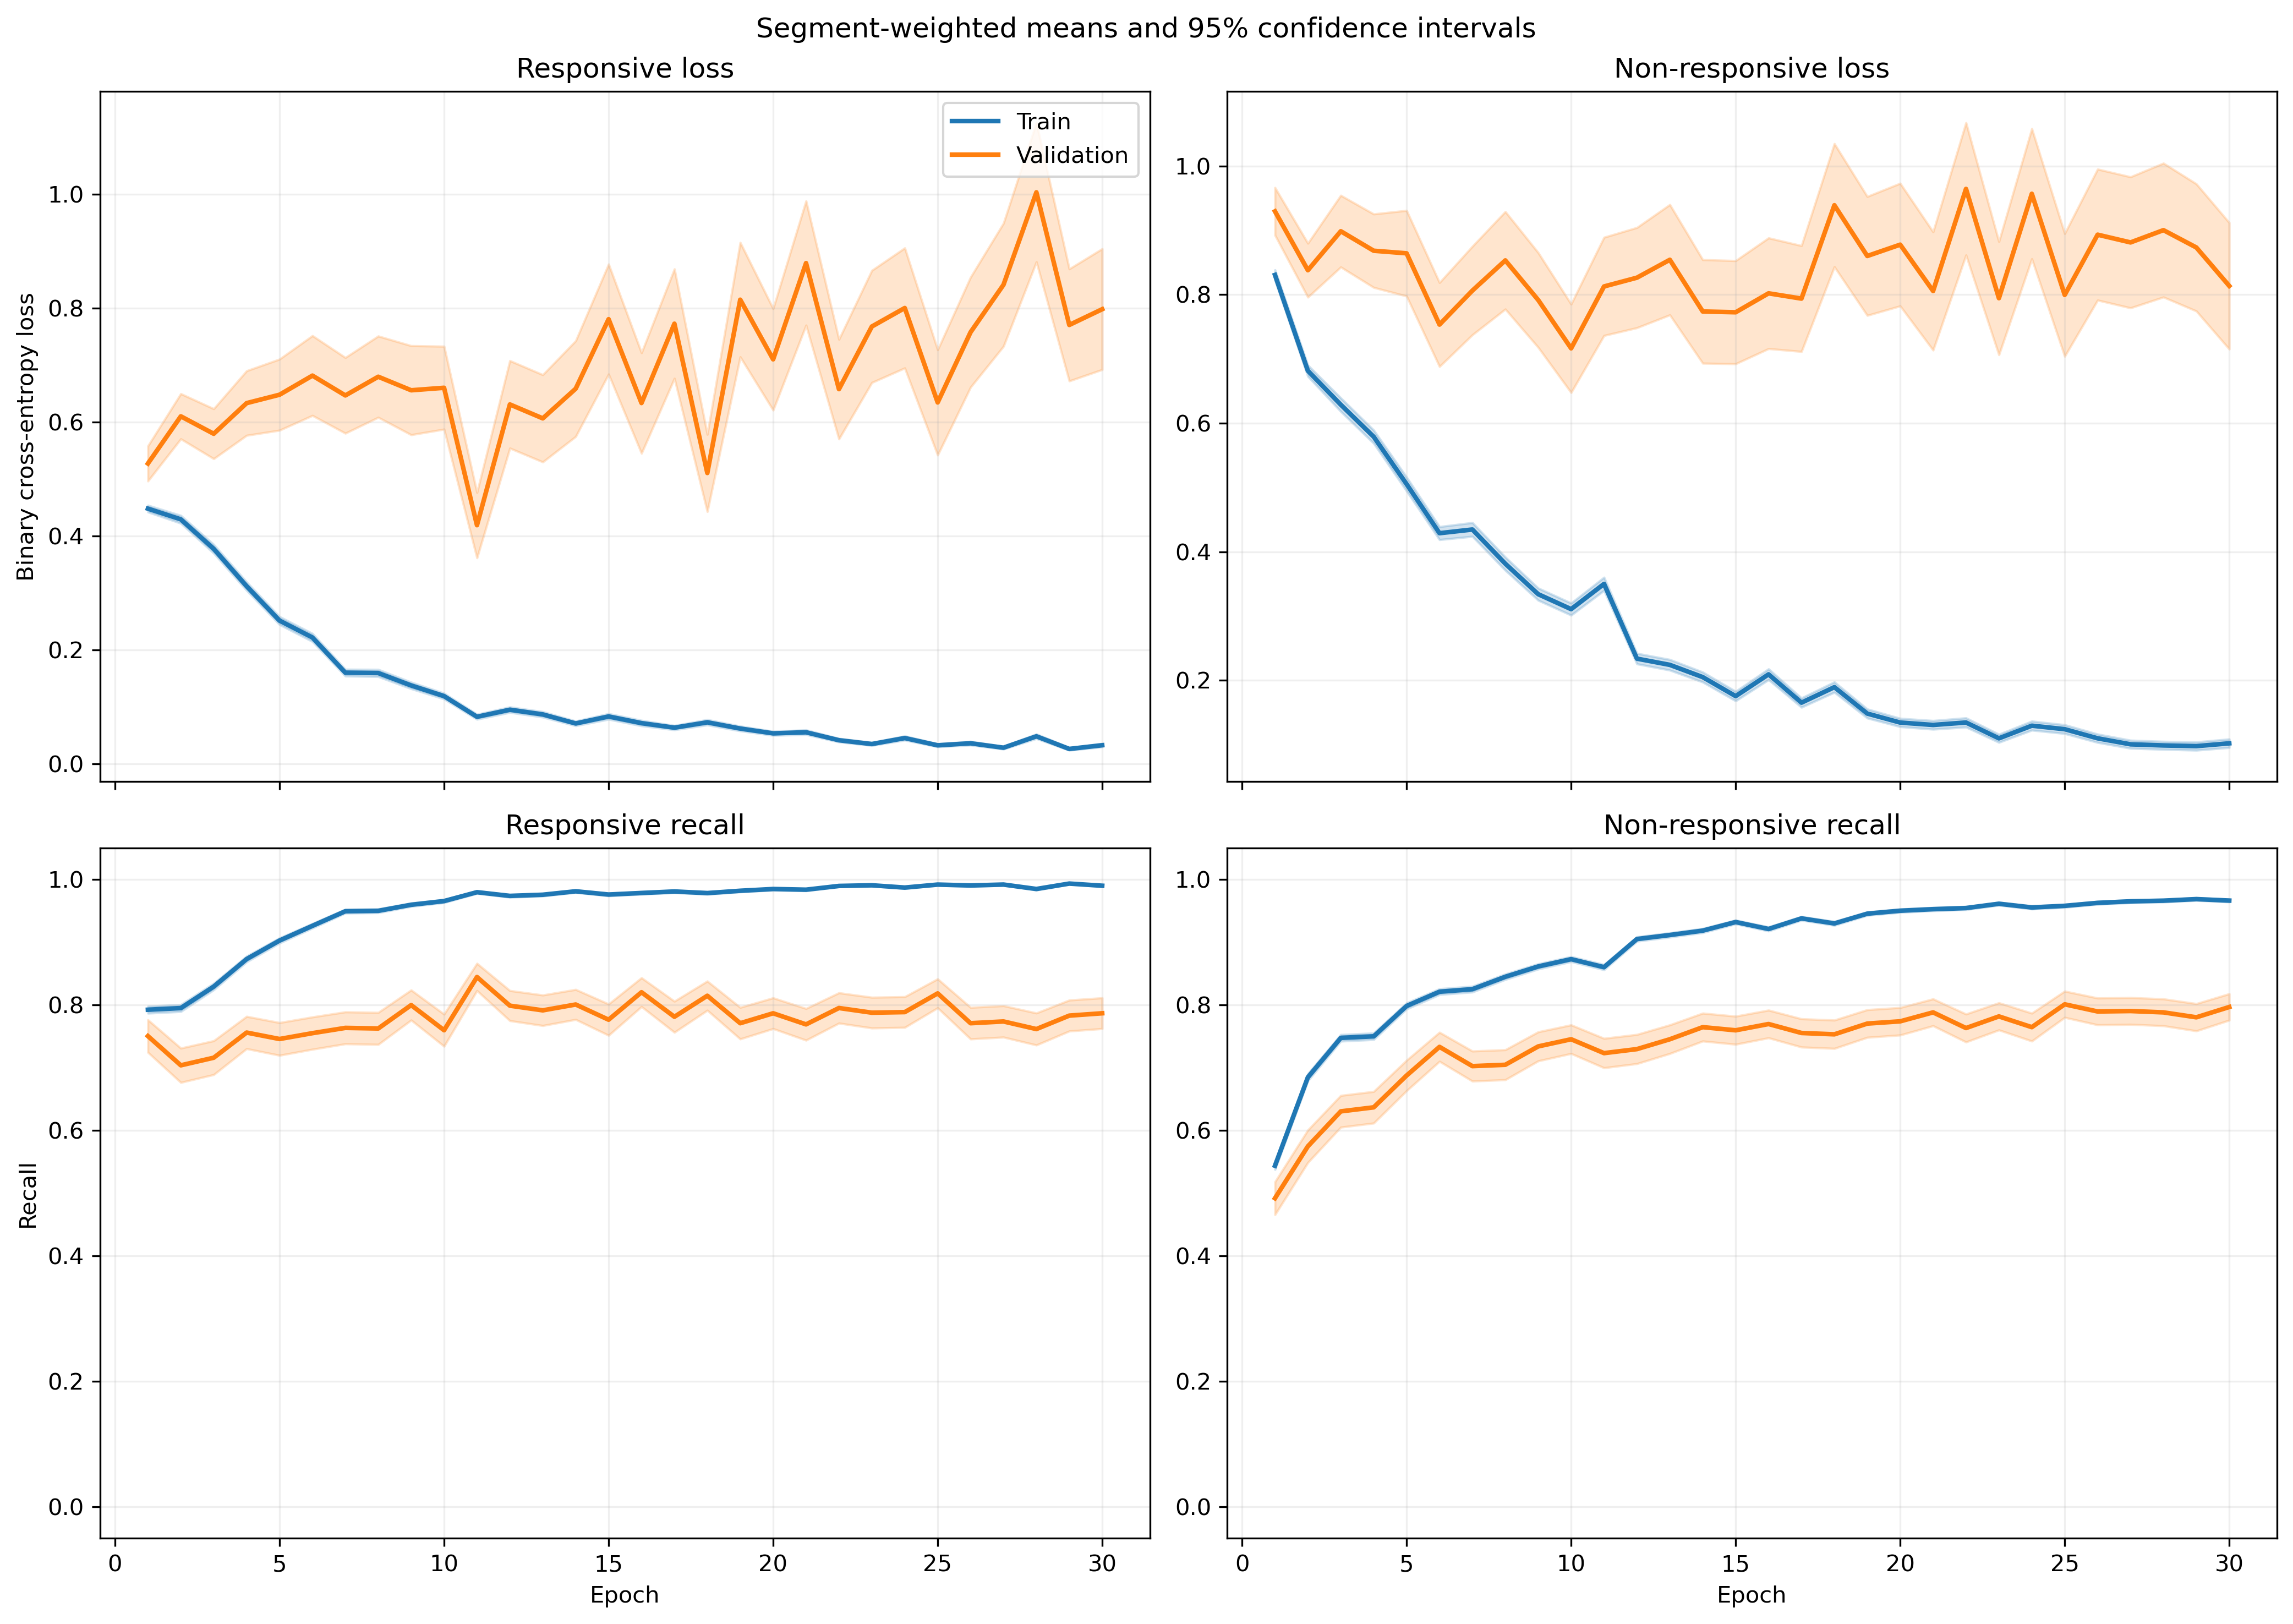 Segment-weighted means and 95% confidence intervals
Responsive loss
Non-responsive loss
Train
Validation
Binary cross-entropy loss
1.0
0.8
0.6
0.4
0.2
0.0
1.0
0.8
0.6
0.4
0.2
Responsive recall
Non-responsive recall
Recall
1.0
0.8
0.6
0.4
0.2
0.0
0 5 10 15 20 25 30
Epoch
1.0
0.8
0.6
0.4
0.2
0.0
0 5 10 15 20 25 30
Epoch